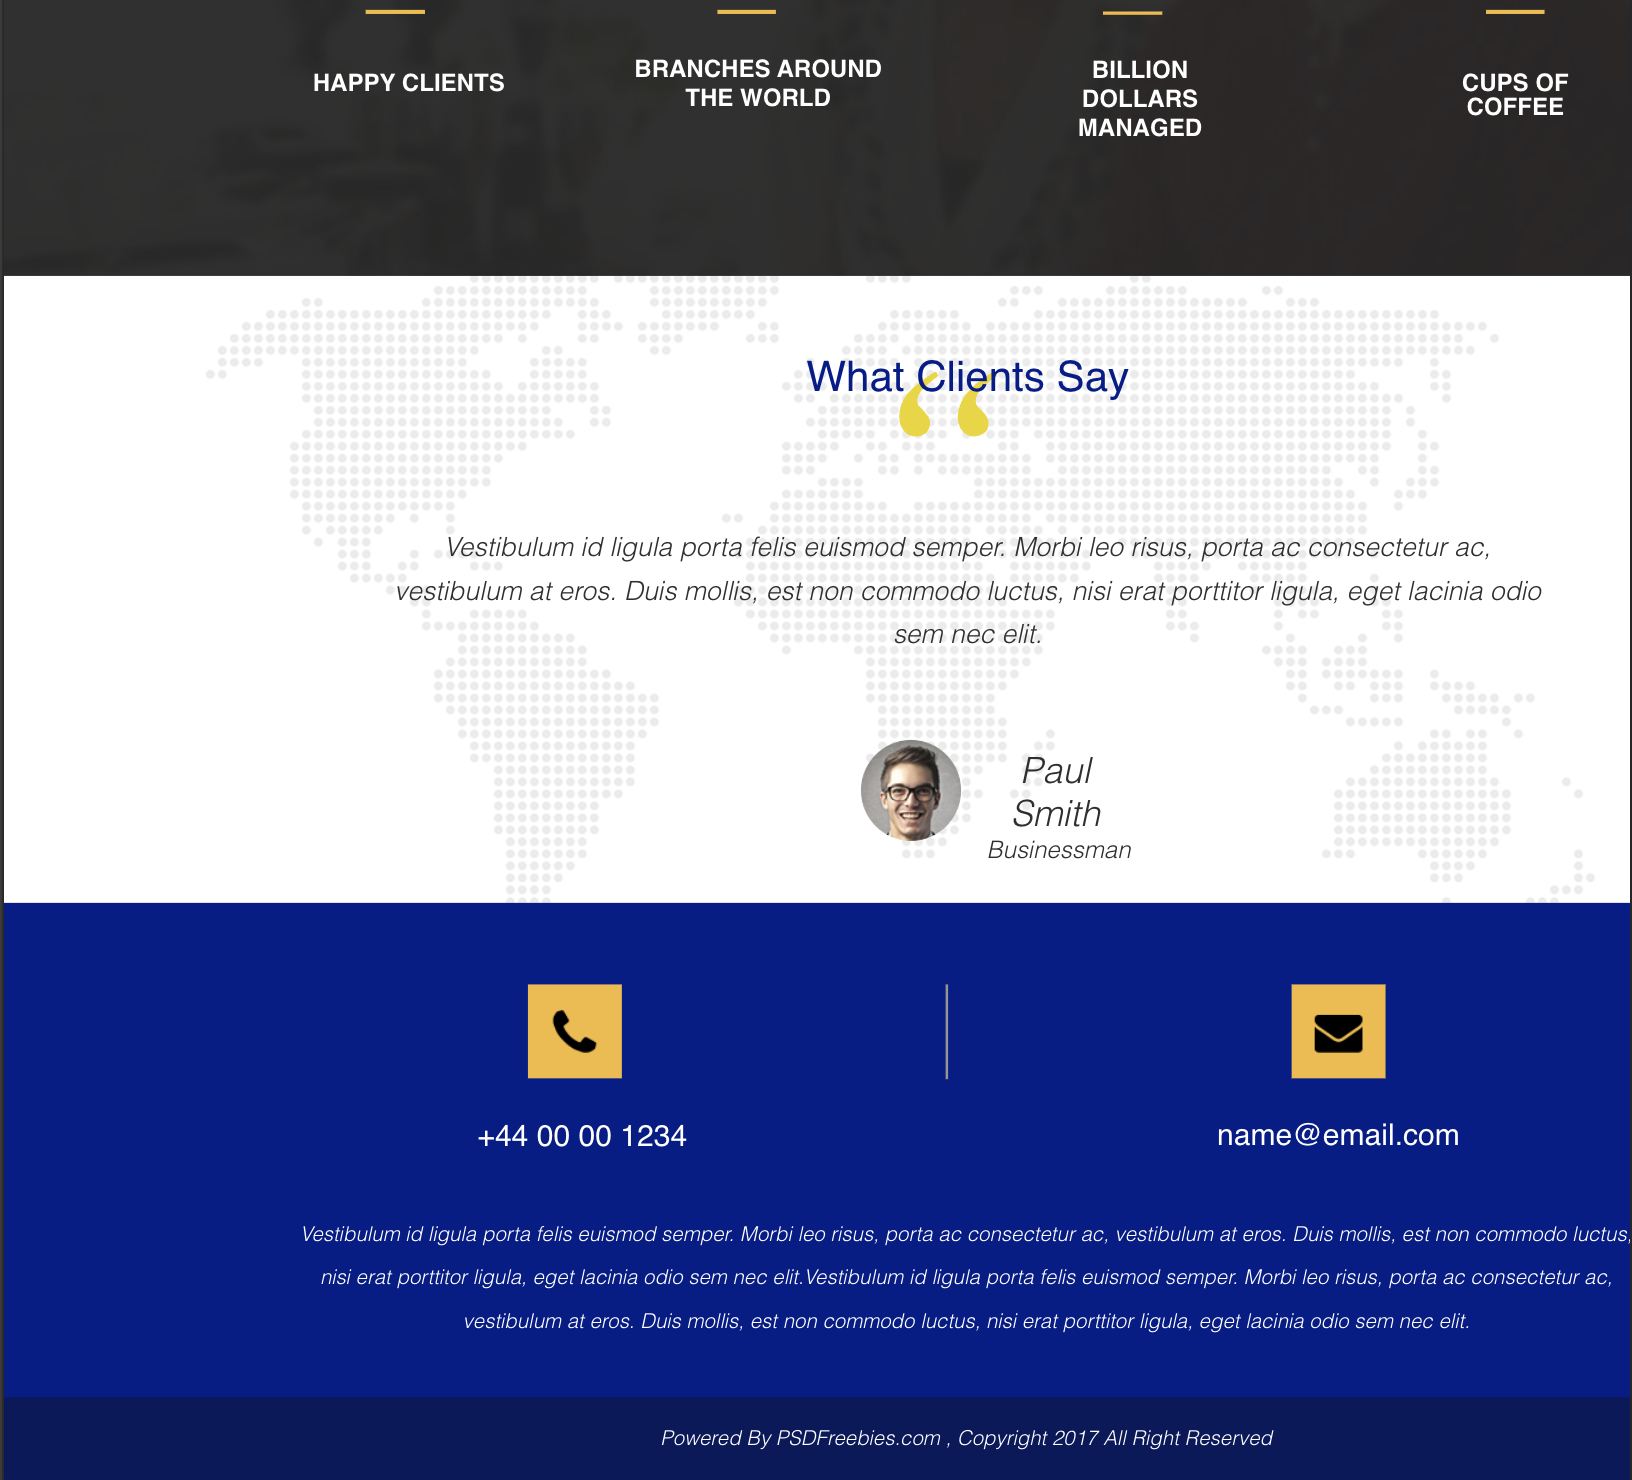 HAPPY CLIENTS
BRANCHES AROUND
THE WORLD
BILLION
DOLLARS
MANAGED
CUPS OF
COFFEE
What Clients Say
“
Vestibulum id ligula porta felis euismod semper. Morbi leo risus, porta ac consectetur ac,
vestibulum at eros. Duis mollis, est non commodo luctus, nisi erat porttitor ligula, eget lacinia odio
sem nec elit.
Paul
Smith
Businessman
+44 00 00 1234
name@email.com
Vestibulum id ligula porta felis euismod semper. Morbi leo risus, porta ac consectetur ac, vestibulum at eros. Duis mollis, est non commodo luctus,
nisi erat porttitor ligula, eget lacinia odio sem nec elit.Vestibulum id ligula porta felis euismod semper. Morbi leo risus, porta ac consectetur ac,
vestibulum at eros. Duis mollis, est non commodo luctus, nisi erat porttitor ligula, eget lacinia odio sem nec elit.
Powered By PSDFreebies.com , Copyright 2017 All Right Reserved